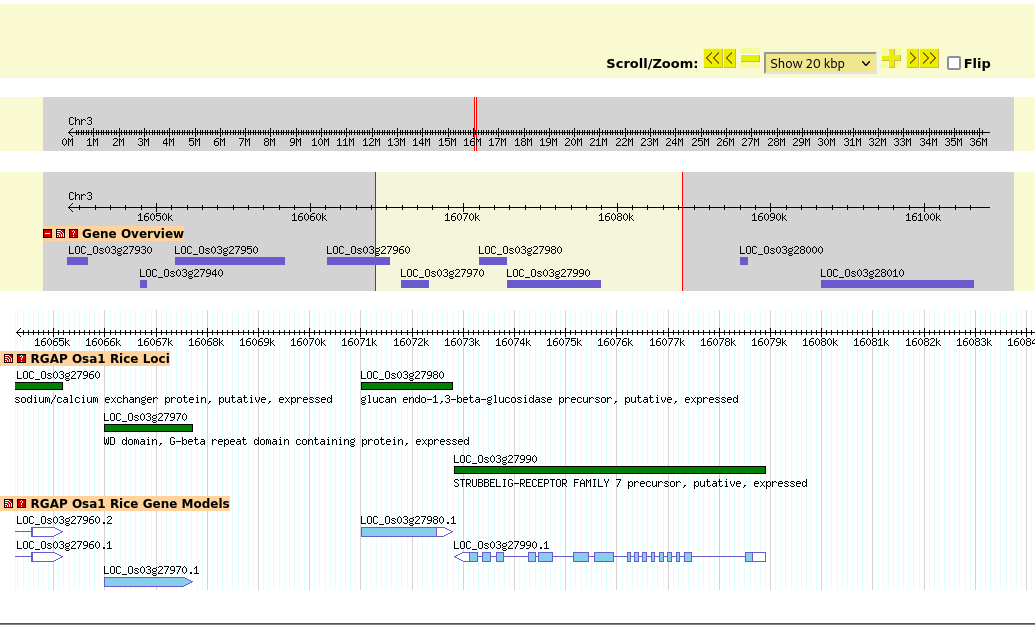 Scroll/Zoom: << < Show 20 kbp > >> Flip
Chr3
0M 1M 2M 3M 4M 5M 6M 7M 8M 9M 10M 11M 12M 13M 14M 15M 16M 17M 18M 19M 20M 21M 22M 23M 24M 25M 26M 27M 28M 29M 30M 31M 32M 33M 34M 35M 36M
Chr3
16050k 16060k 16070k 16080k 16090k 16100k
Gene Overview
LOC_Os03g27930 LOC_Os03g27950 LOC_Os03g27960 LOC_Os03g27980 LOC_Os03g28000
LOC_Os03g27940 LOC_Os03g27970 LOC_Os03g27990 LOC_Os03g28010
16065k 16066k 16067k 16068k 16069k 16070k 16071k 16072k 16073k 16074k 16075k 16076k 16077k 16078k 16079k 16080k 16081k 16082k 16083k 16084
RGAP Osa1 Rice Loci
LOC_Os03g27960 LOC_Os03g27980
sodium/calcium exchanger protein, putative, expressed glucan endo-1,3-beta-glucosidase precursor, putative, expressed
LOC_Os03g27970
WD domain, G-beta repeat domain containing protein, expressed
LOC_Os03g27990
STRUBBELIG-RECEPTOR FAMILY 7 precursor, putative, expressed
RGAP Osa1 Rice Gene Models
LOC_Os03g27960.2 LOC_Os03g27980.1
LOC_Os03g27960.1 LOC_Os03g27990.1
LOC_Os03g27970.1